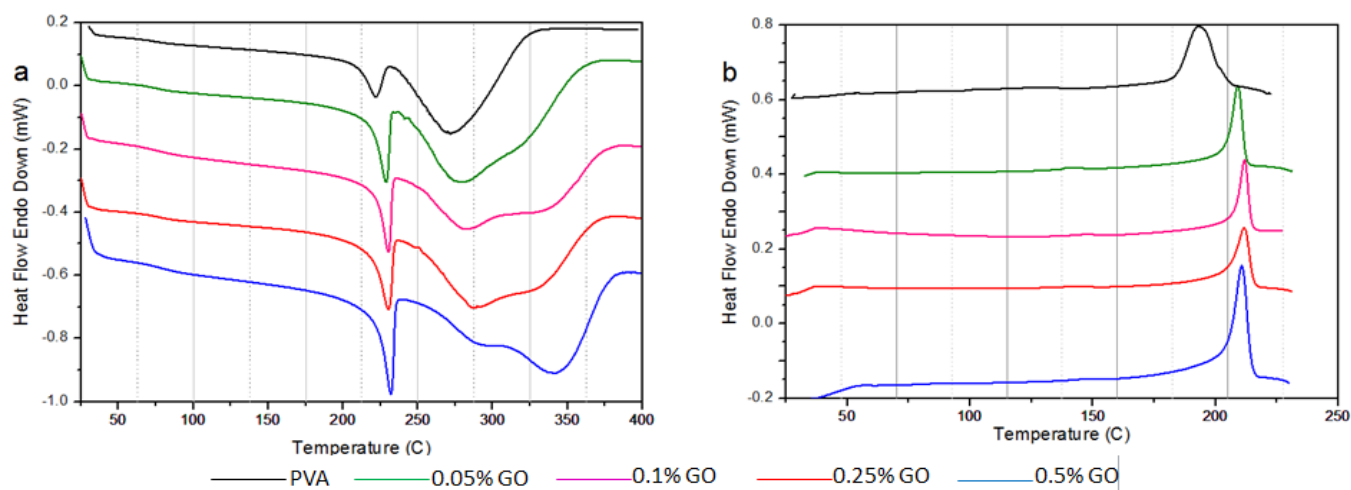 a
Heat Flow Endo Down (mW)
0.2
0.0
-0.2
-0.4
-0.6
-0.8
-1.0
50 100 150 200 250 300 350 400
Temperature (C)
b
Heat Flow Endo Down (mW)
0.8
0.6
0.4
0.2
0.0
-0.2
50 100 150 200 250
Temperature (C)
PVA 0.05% GO 0.1% GO 0.25% GO 0.5% GO